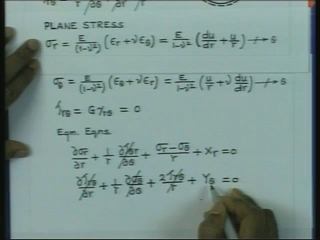 PLANE STRESS
σr = E/(1-ν²) (εr + νεθ) = E/1-ν² (du/dr + ν u/r) → 5
σθ = E/(1-ν²) (εθ + νεr) = E/1-ν² (u/r + ν du/dr) → 6
τrθ = Gγrθ = 0
Eqm. Eqns.
∂σr/∂r + 1/r ∂τrθ/∂θ + σr-σθ/r + Xr = 0
∂τrθ/∂r + 1/r ∂σθ/∂θ + 2τrθ/r + Yθ = 0